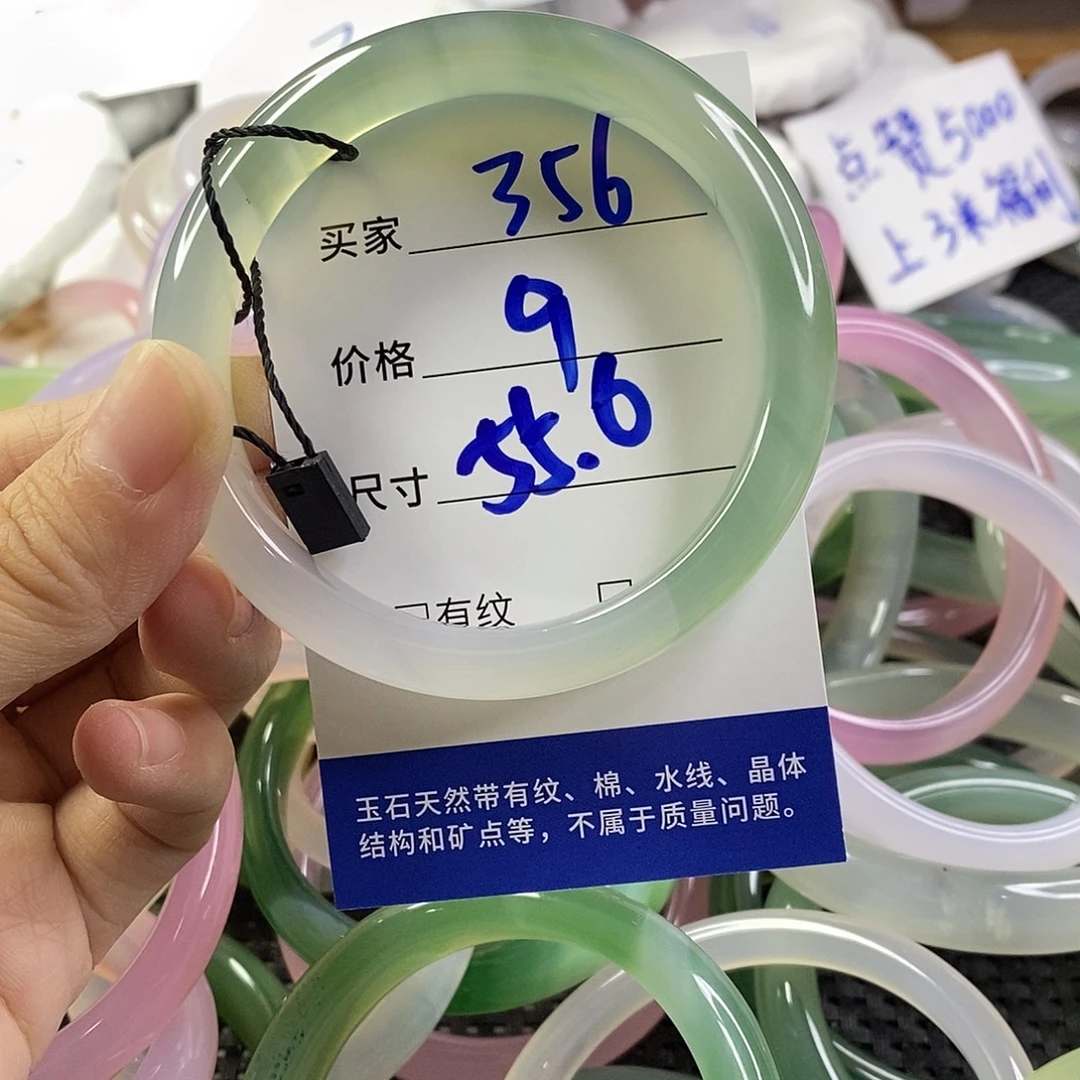 买家 356
价格 9
尺寸 55.6
有纹
玉石天然带有纹、棉、水线、晶体
结构和矿点等，不属于质量问题。
点赞5000
上3米福利